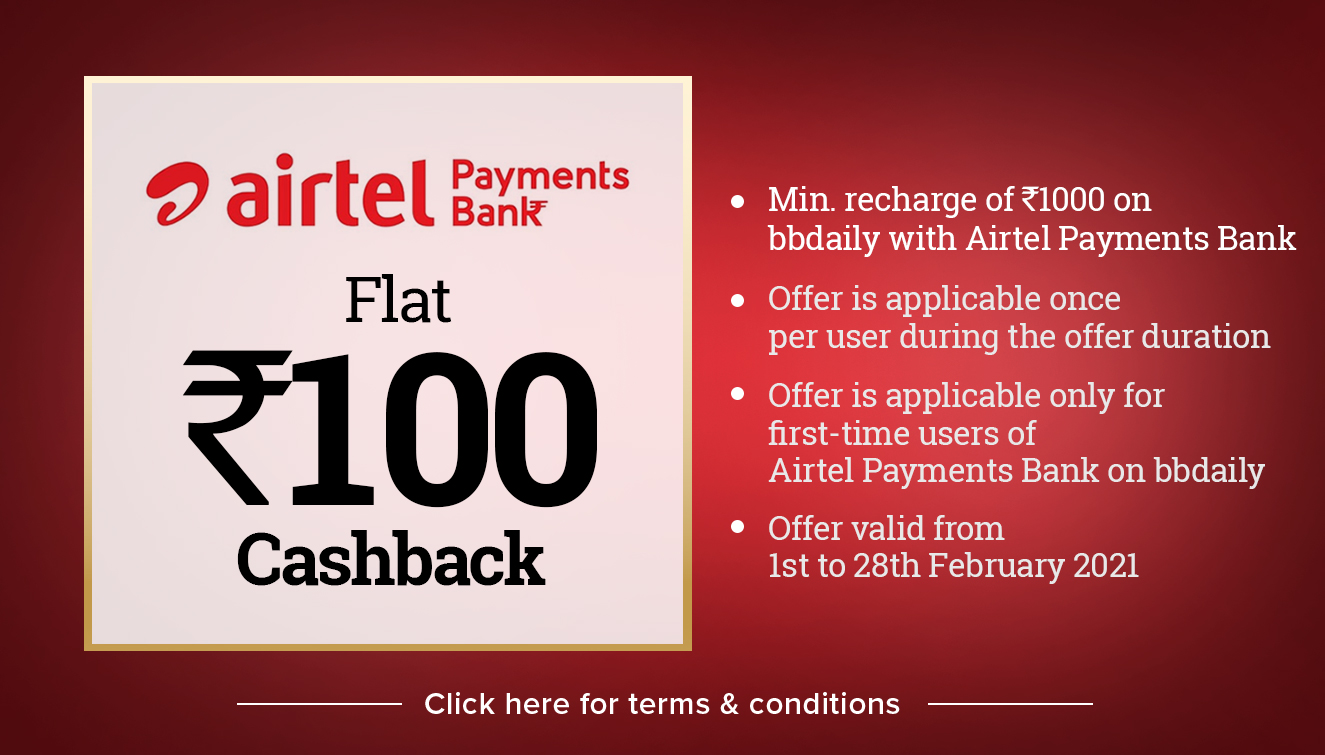 airtel Payments
Bank
Flat
₹100
Cashback
• Min. recharge of ₹1000 on
bbdaily with Airtel Payments Bank
• Offer is applicable once
per user during the offer duration
• Offer is applicable only for
first-time users of
Airtel Payments Bank on bbdaily
• Offer valid from
1st to 28th February 2021
Click here for terms & conditions